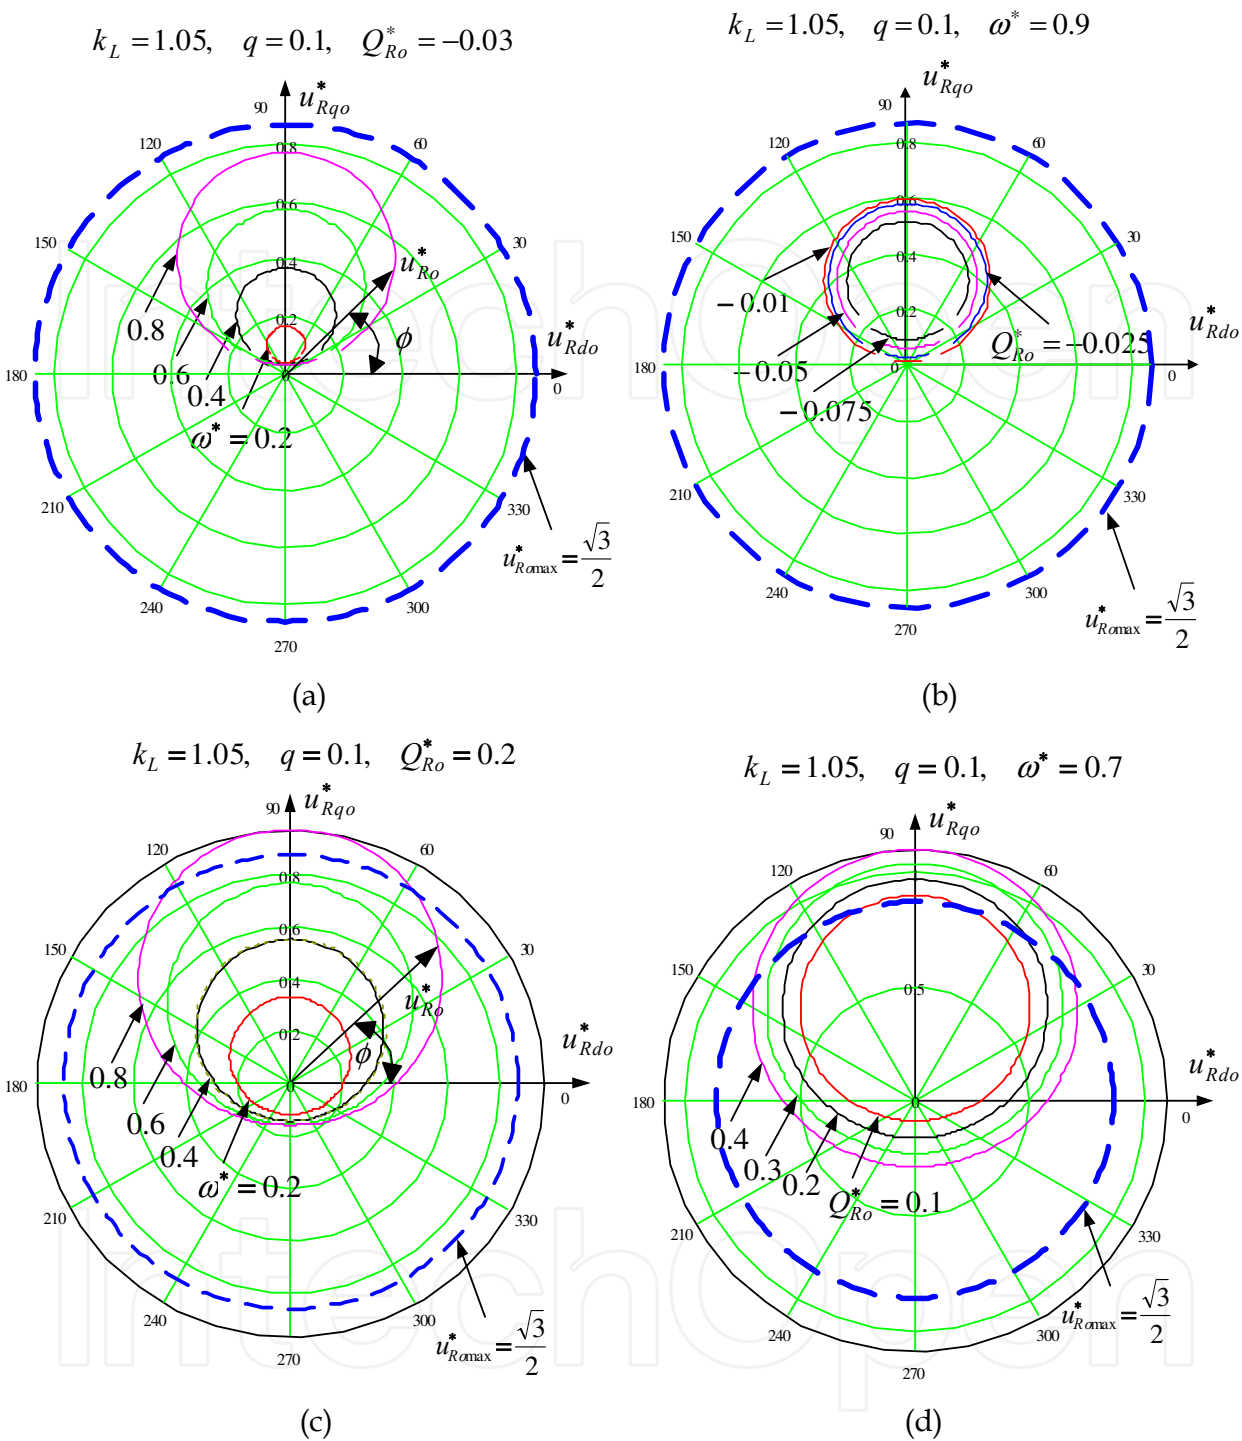 k_L = 1.05, q = 0.1, Q*_Ro = −0.03
u*_Rqo
90
120
60
0.8
0.6
150
30
0.4
u*_Ro
0.2
0.8
ϕ
u*_Rdo
0.6
180
0
0
0.4
ω* = 0.2
210
330
u*_Romax = √3/2
240
300
270
(a)
k_L = 1.05, q = 0.1, ω* = 0.9
u*_Rqo
90
120
60
0.8
0.6
150
30
0.4
−0.01
0.2
u*_Rdo
Q*_Ro = −0.025
−0.05
180
0
0
−0.075
210
330
240
300
u*_Romax = √3/2
270
(b)
k_L = 1.05, q = 0.1, Q*_Ro = 0.2
u*_Rqo
90
120
60
0.8
0.6
150
30
0.4
u*_Ro
0.2
u*_Rdo
ϕ
0.8
180
0
0
0.6
0.4
ω* = 0.2
210
330
240
300
u*_Romax = √3/2
270
(c)
k_L = 1.05, q = 0.1, ω* = 0.7
u*_Rqo
90
120
60
150
30
0.5
u*_Rdo
180
0
0
0.4
0.3
0.2
Q*_Ro = 0.1
210
330
240
300
u*_Romax = √3/2
270
(d)
IntechOpen
IntechOpen